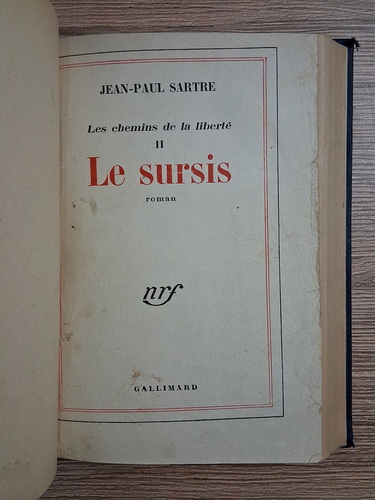 JEAN-PAUL SARTRE
Les chemins de la liberté
II
Le sursis
roman
nrf
GALLIMARD